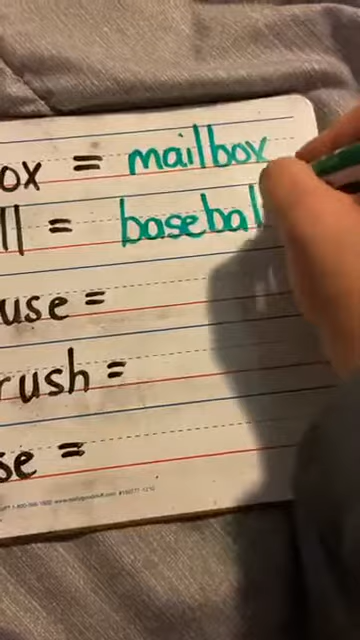 ox = mailbox
ll = basebal
use =
rush =
se =